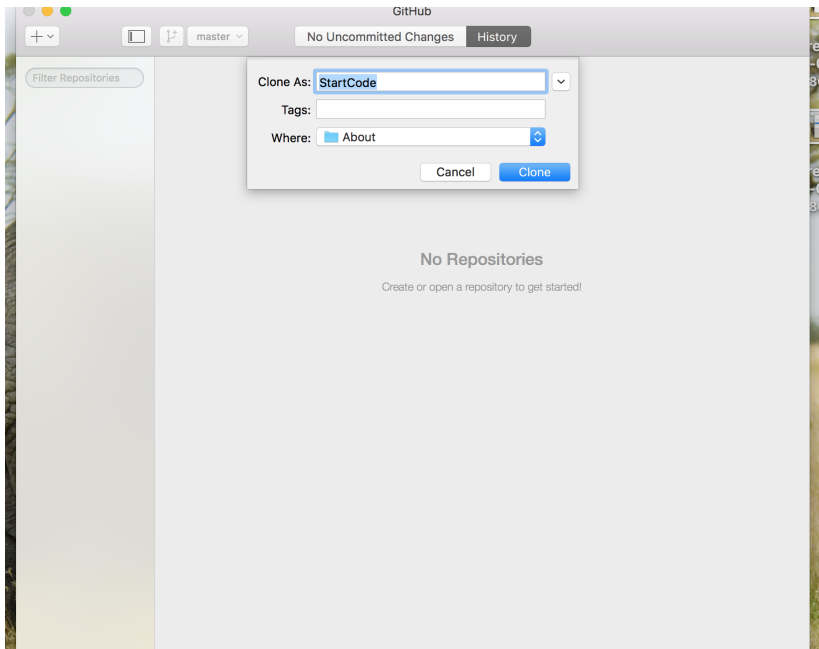 GitHub
master
No Uncommitted Changes
History
Filter Repositories
Clone As: StartCode
Tags:
Where: About
Cancel
Clone
No Repositories
Create or open a repository to get started!